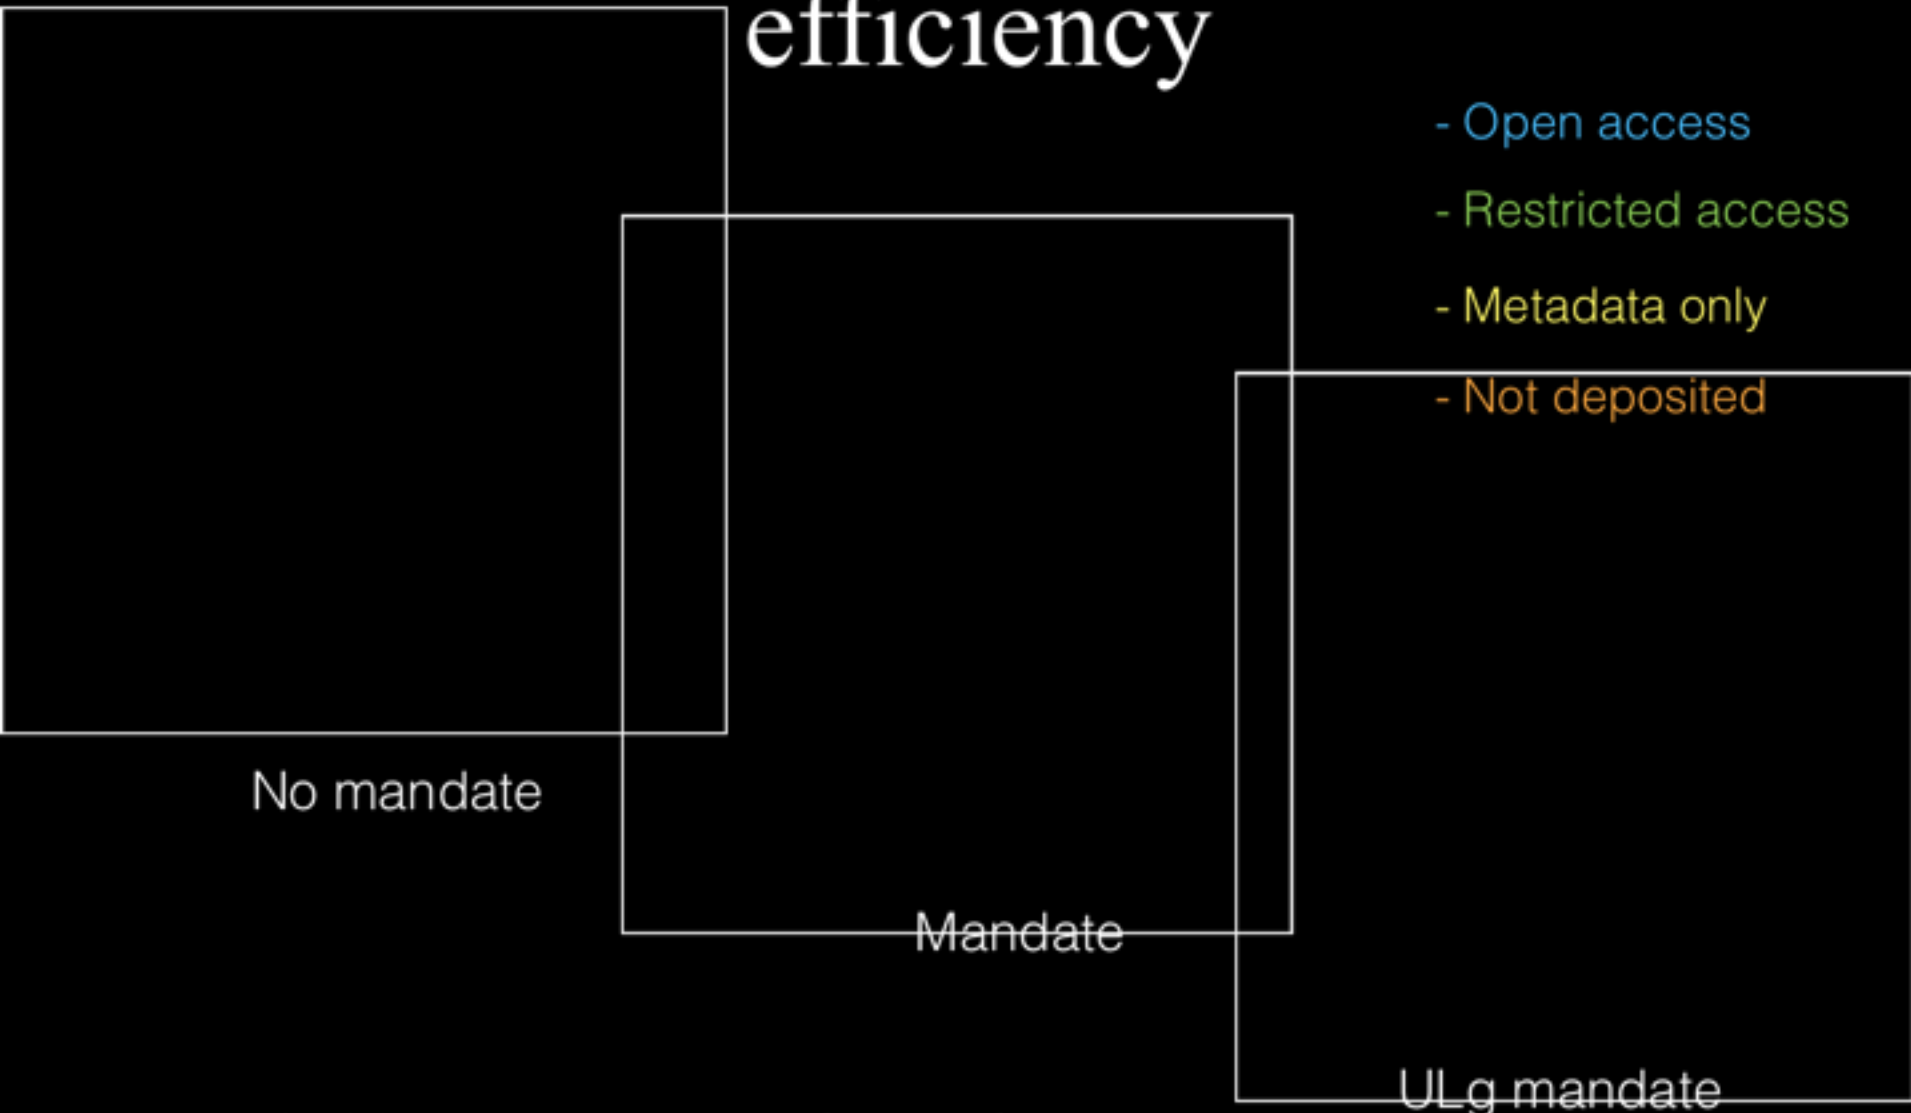 efficiency
- Open access
- Restricted access
- Metadata only
- Not deposited
No mandate
Mandate
ULg mandate